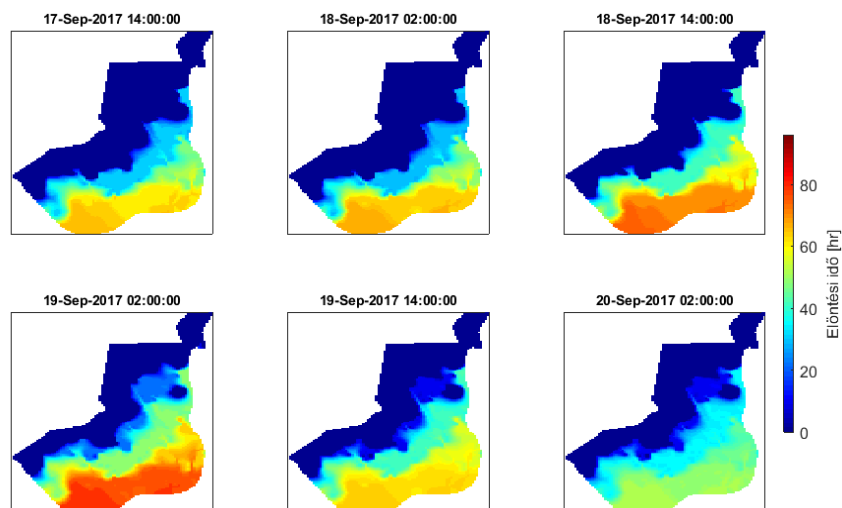 17-Sep-2017 14:00:00
18-Sep-2017 02:00:00
18-Sep-2017 14:00:00
19-Sep-2017 02:00:00
19-Sep-2017 14:00:00
20-Sep-2017 02:00:00
80
60
40
20
0
Elöntési idő [hr]